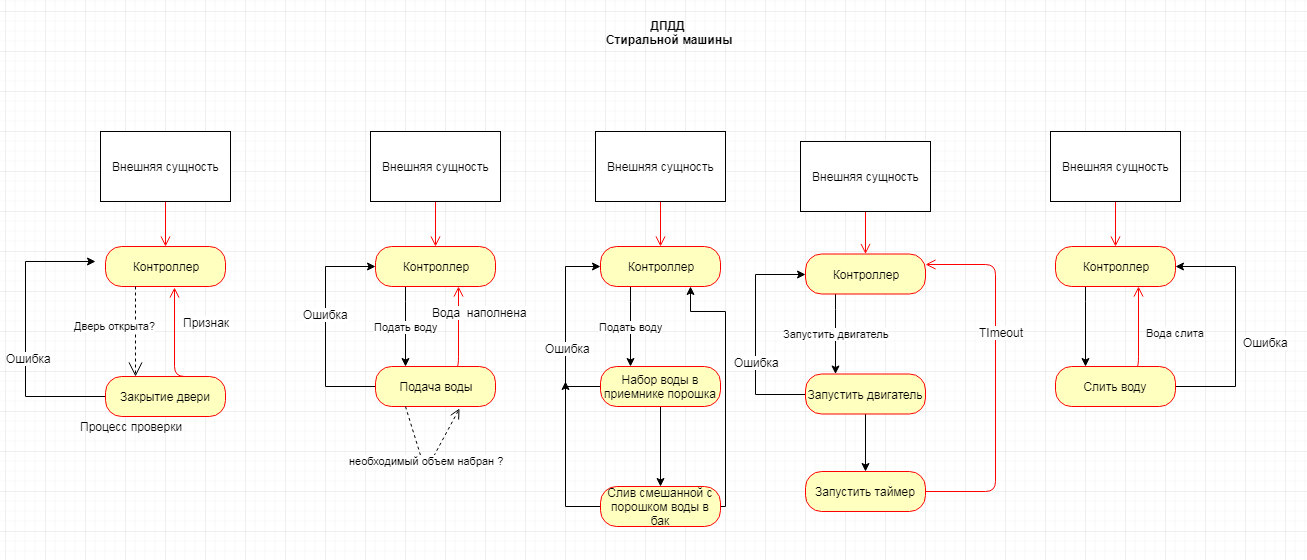 ДПДД
Стиральной машины
Внешняя сущность
Контроллер
Дверь открыта?
Признак
Ошибка
Закрытие двери
Процесс проверки
Внешняя сущность
Контроллер
Ошибка
Вода наполнена
Подать воду
Подача воды
необходимый объем набран ?
Внешняя сущность
Контроллер
Подать воду
Ошибка
Набор воды в
приемнике порошка
Слив смешанной с
порошком воды в
бак
Внешняя сущность
Контроллер
Запустить двигатель
TImeout
Ошибка
Запустить двигатель
Запустить таймер
Внешняя сущность
Контроллер
Вода слита
Ошибка
Слить воду